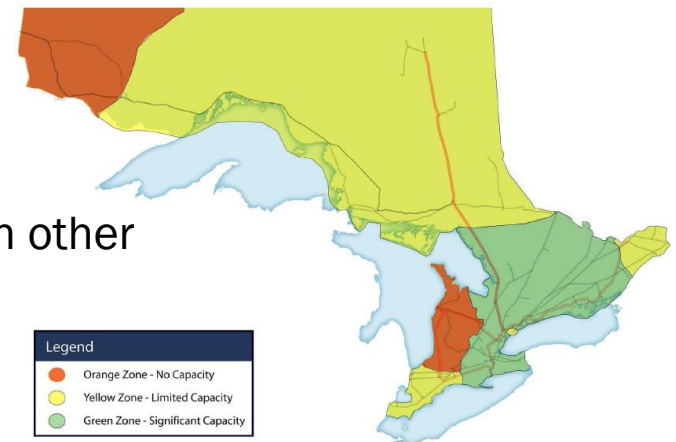 n other
Legend
Orange Zone - No Capacity
Yellow Zone - Limited Capacity
Green Zone - Significant Capacity